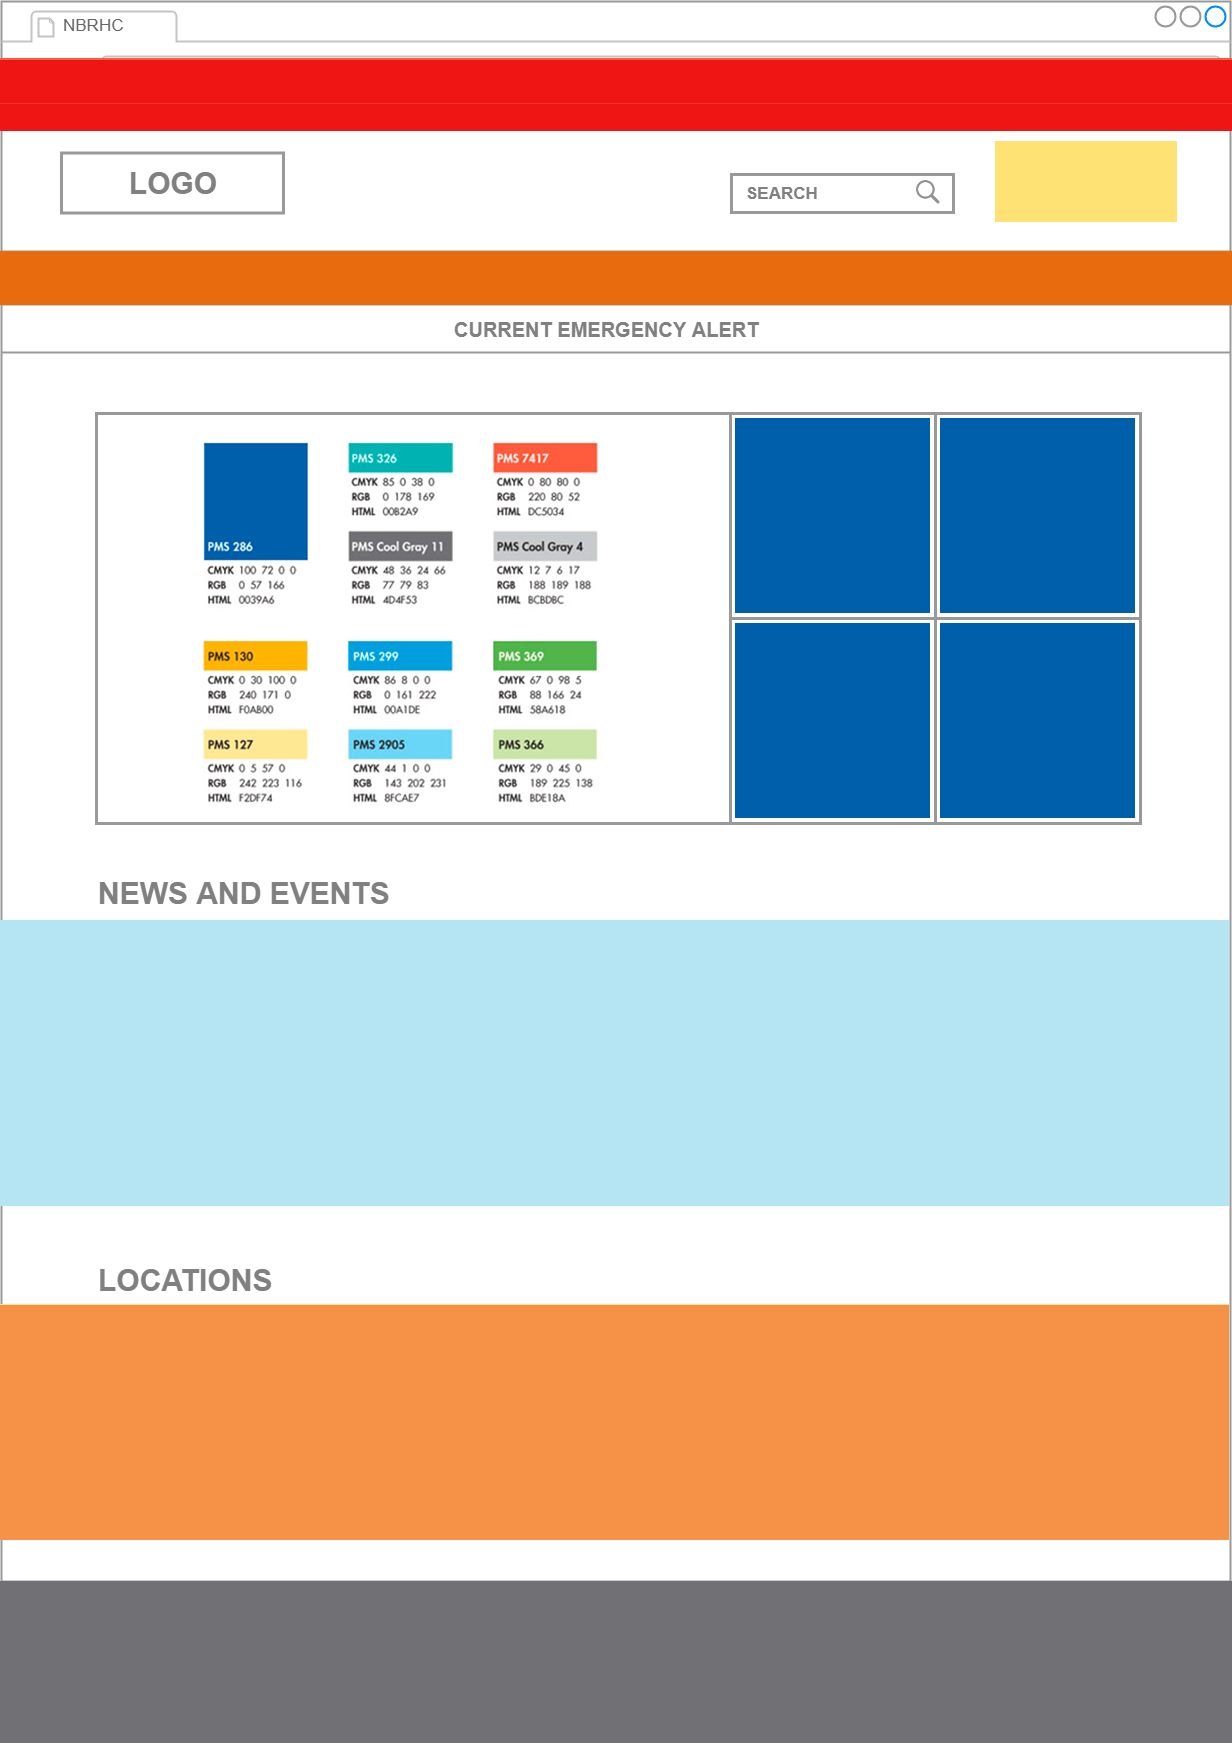 NBRHC
LOGO
SEARCH
CURRENT EMERGENCY ALERT
PMS 286
CMYK 100 72 0 0
RGB 0 57 166
HTML 0039A6
PMS 326
CMYK 85 0 38 0
RGB 0 178 169
HTML 00B2A9
PMS 7417
CMYK 0 80 80 0
RGB 220 80 52
HTML DC5034
PMS Cool Gray 11
CMYK 48 36 24 66
RGB 77 79 83
HTML 4D4F53
PMS Cool Gray 4
CMYK 12 7 6 17
RGB 188 189 188
HTML BCBDBC
PMS 130
CMYK 0 30 100 0
RGB 240 171 0
HTML F0AB00
PMS 299
CMYK 86 8 0 0
RGB 0 161 222
HTML 00A1DE
PMS 369
CMYK 67 0 98 5
RGB 88 166 24
HTML 58A618
PMS 127
CMYK 0 5 57 0
RGB 242 223 116
HTML F2DF74
PMS 2905
CMYK 44 1 0 0
RGB 143 202 231
HTML 8FCAE7
PMS 366
CMYK 29 0 45 0
RGB 189 225 138
HTML BDE18A
NEWS AND EVENTS
LOCATIONS